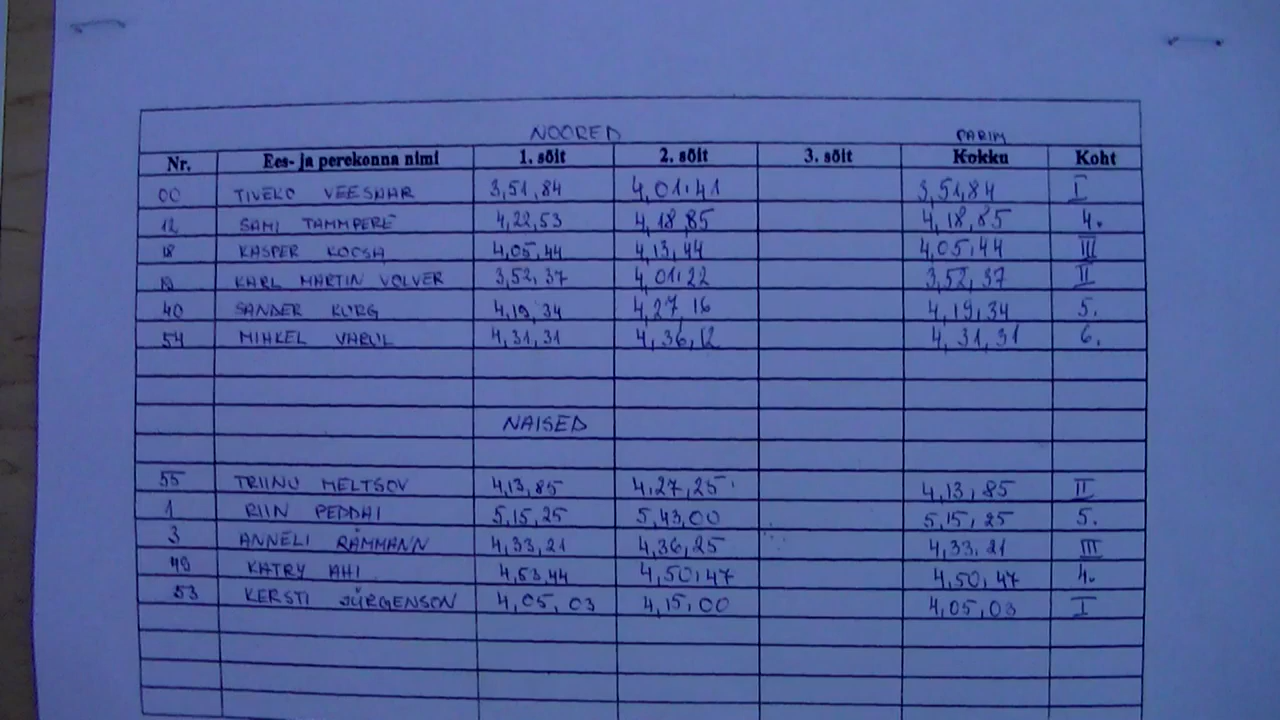 NOORED PARIM
Nr. Ees- ja perekonna nimi 1. sõit 2. sõit 3. sõit Kokku Koht
00 TIVEKO VEESMAR 3,51,84 4,01,41 3,51,84 I
12 SAMI TAMMPERE 4,22,53 4,18,85 4,18,85 4.
18 KASPER KOOSA 4,05,44 4,13,44 4,05,44 III
19 KARL MARTIN VOLVER 3,52,37 4,01,22 3,52,37 II
40 SANDER KURG 4,19,34 4,27,16 4,19,34 5.
54 MIHKEL VARUL 4,31,31 4,36,12 4,31,31 6.
NAISED
55 TRIINU MELTSOV 4,13,85 4,27,25 4,13,85 II
1 RIIN PEDDAI 5,15,25 5,43,00 5,15,25 5.
3 ANNELI RÄMMANN 4,33,21 4,36,25 4,33,21 III
49 KATRY AHI 4,53,44 4,50,47 4,50,47 4.
53 KERSTI JÜRGENSON 4,05,03 4,15,00 4,05,03 I